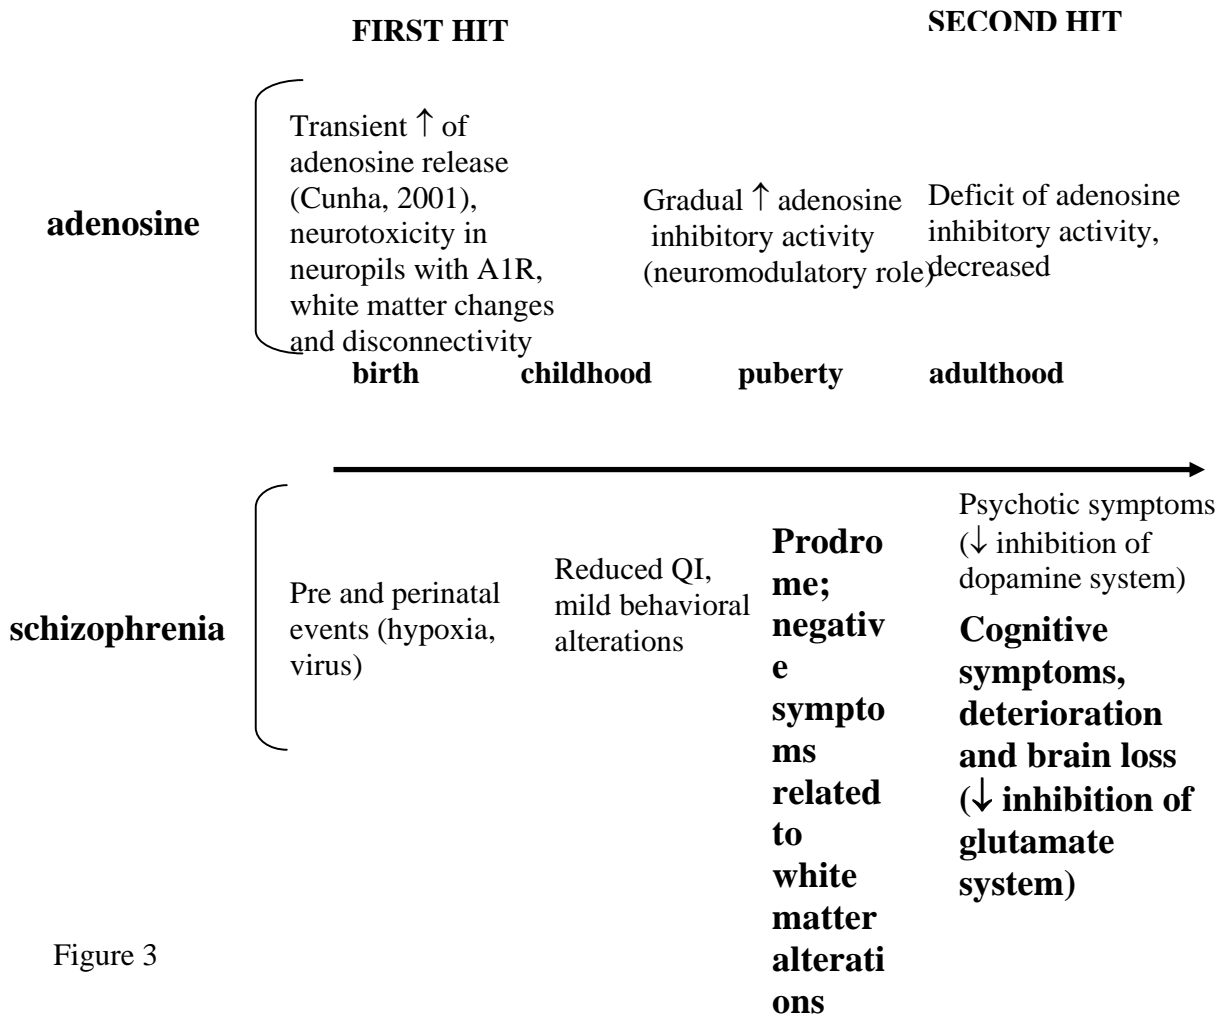 FIRST HIT
SECOND HIT
adenosine
Transient ↑ of
adenosine release
(Cunha, 2001),
neurotoxicity in
neuropils with A1R,
white matter changes
and disconnectivity
Gradual ↑ adenosine
inhibitory activity
(neuromodulatory role)
Deficit of adenosine
inhibitory activity,
decreased
birth
childhood
puberty
adulthood
schizophrenia
Pre and perinatal
events (hypoxia,
virus)
Reduced QI,
mild behavioral
alterations
Prodro
me;
negativ
e
sympto
ms
related
to
white
matter
alterati
ons
Psychotic symptoms
(↓ inhibition of
dopamine system)
Cognitive
symptoms,
deterioration
and brain loss
(↓ inhibition of
glutamate
system)
Figure 3